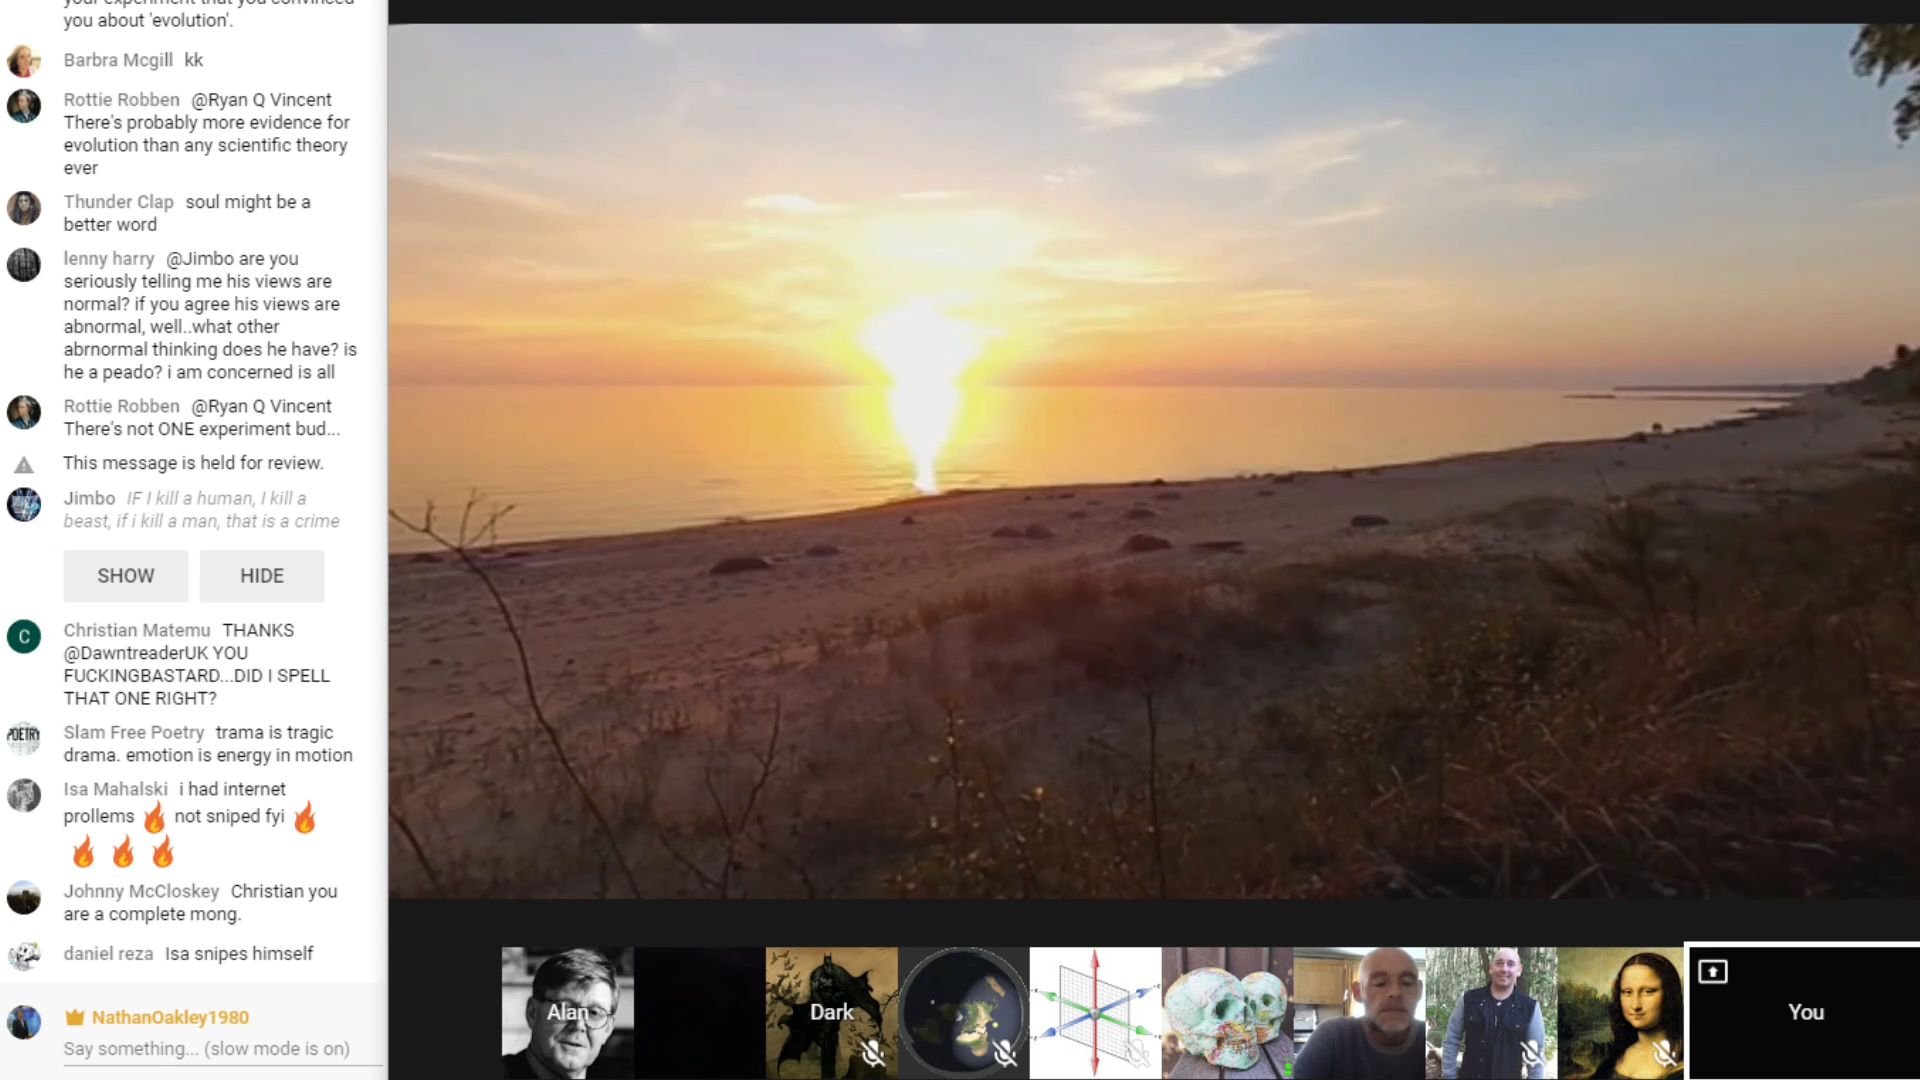 your experiment that you convinced
you about 'evolution'.
Barbra Mcgill kk
Rottie Robben @Ryan Q Vincent
There's probably more evidence for
evolution than any scientific theory
ever
Thunder Clap soul might be a
better word
lenny harry @Jimbo are you
seriously telling me his views are
normal? if you agree his views are
abnormal, well..what other
abrnormal thinking does he have? is
he a peado? i am concerned is all
Rottie Robben @Ryan Q Vincent
There's not ONE experiment bud...
This message is held for review.
Jimbo IF I kill a human, I kill a
beast, if i kill a man, that is a crime
SHOW HIDE
C
Christian Matemu THANKS
@DawntreaderUK YOU
FUCKINGBASTARD...DID I SPELL
THAT ONE RIGHT?
POETRY
Slam Free Poetry trama is tragic
drama. emotion is energy in motion
Isa Mahalski i had internet
prollems 🔥 not sniped fyi 🔥
🔥 🔥 🔥
Johnny McCloskey Christian you
are a complete mong.
daniel reza Isa snipes himself
NathanOakley1980
Say something... (slow mode is on)
Alan
Dark
You